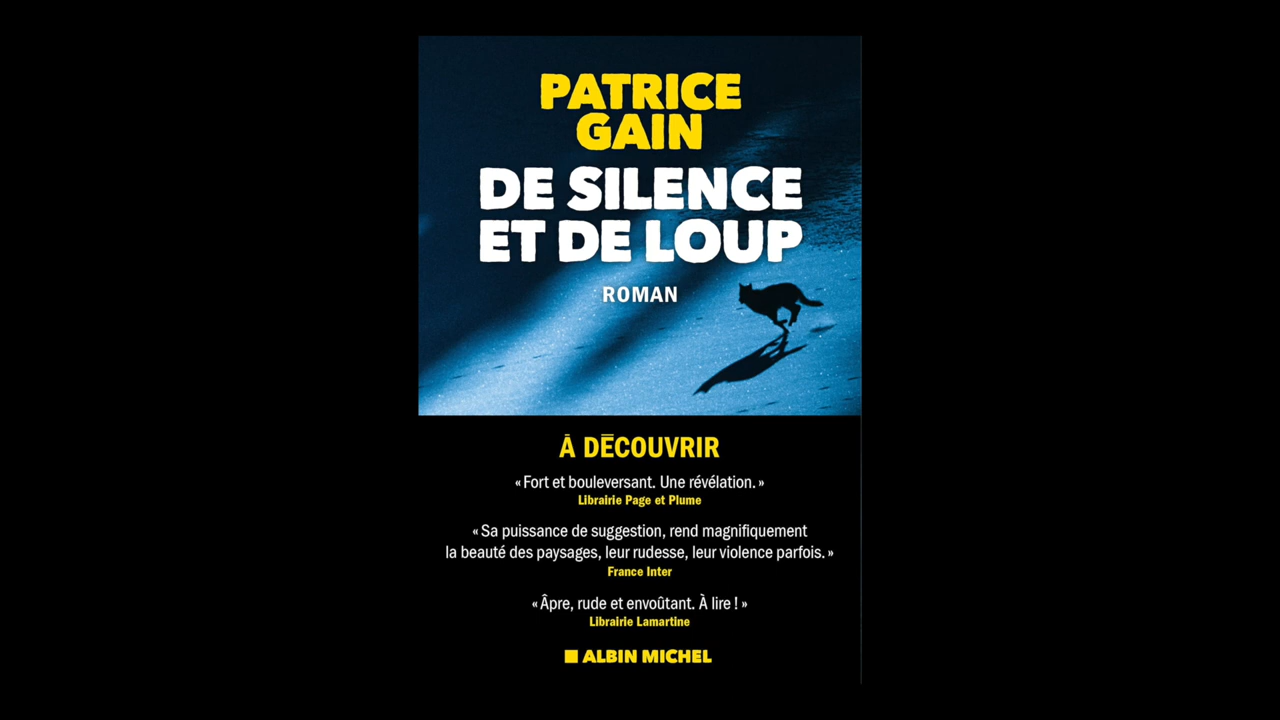 PATRICE
GAIN
DE SILENCE
ET DE LOUP
ROMAN
À DÉCOUVRIR
« Fort et bouleversant. Une révélation. »
Librairie Page et Plume
« Sa puissance de suggestion, rend magnifiquement
la beauté des paysages, leur rudesse, leur violence parfois. »
France Inter
« Âpre, rude et envoûtant. À lire ! »
Librairie Lamartine
ALBIN MICHEL